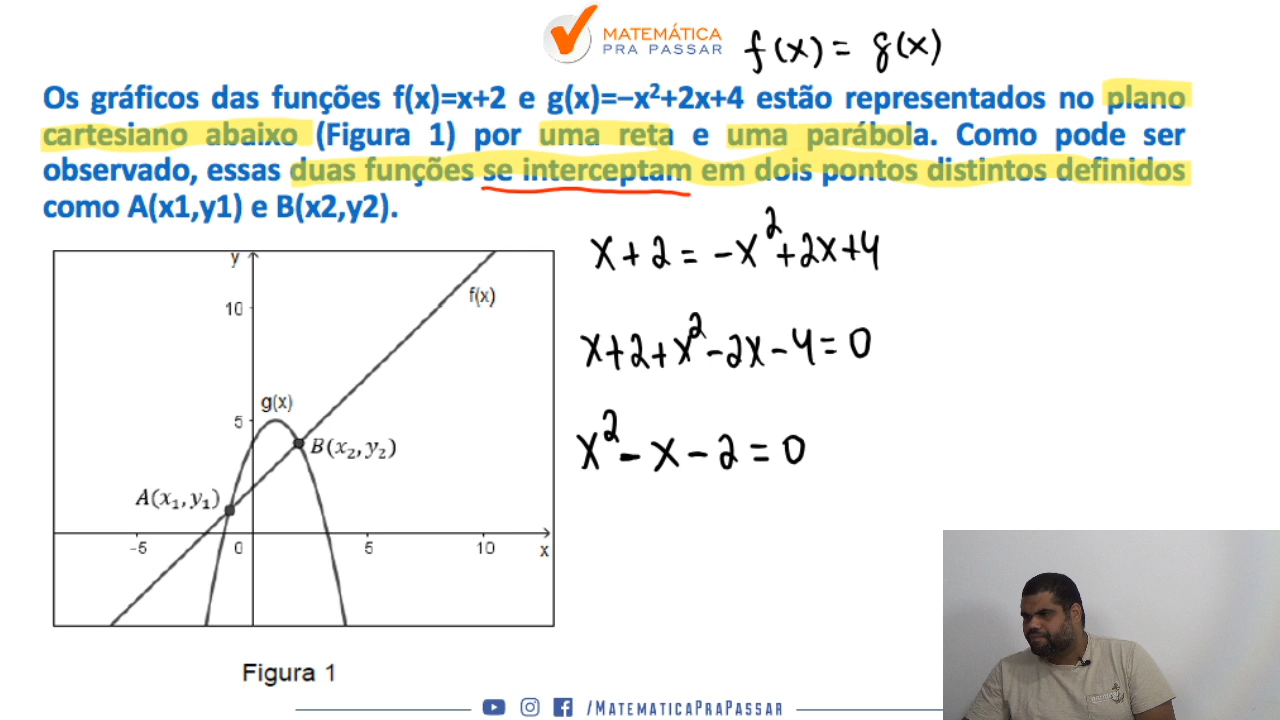 MATEMÁTICA
PRA PASSAR
f(x) = g(x)
Os gráficos das funções f(x)=x+2 e g(x)=–x²+2x+4 estão representados no plano
cartesiano abaixo (Figura 1) por uma reta e uma parábola. Como pode ser
observado, essas duas funções se interceptam em dois pontos distintos definidos
como A(x1,y1) e B(x2,y2).
x+2 = -x²+2x+4
x+2+x²-2x-4=0
x²-x-2=0
y
f(x)
10
g(x)
5
B(x₂,y₂)
A(x₁,y₁)
-5 0 5 10 x
Figura 1
/MatematicaPraPassar